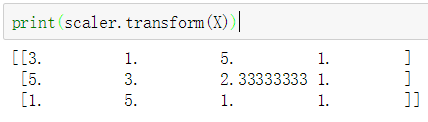 print(scaler.transform(X))
[[3.         1.         5.         1.        ]
 [5.         3.         2.33333333 1.        ]
 [1.         5.         1.         1.        ]]